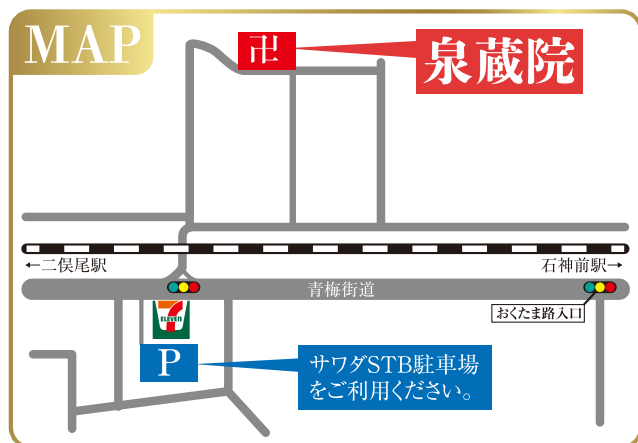 MAP
卍
泉蔵院
←二俣尾駅
石神前駅→
青梅街道
おくたま路入口
7
ELEVEN
P
サワダSTB駐車場
をご利用ください。